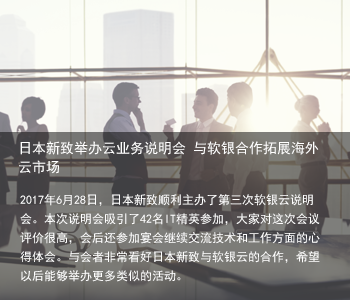 日本新致举办云业务说明会 与软银合作拓展海外
云市场
2017年6月28日，日本新致顺利主办了第三次软银云说明
会。本次说明会吸引了42名IT精英参加，大家对这次会议
评价很高，会后还参加宴会继续交流技术和工作方面的心
得体会。与会者非常看好日本新致与软银云的合作，希望
以后能够举办更多类似的活动。